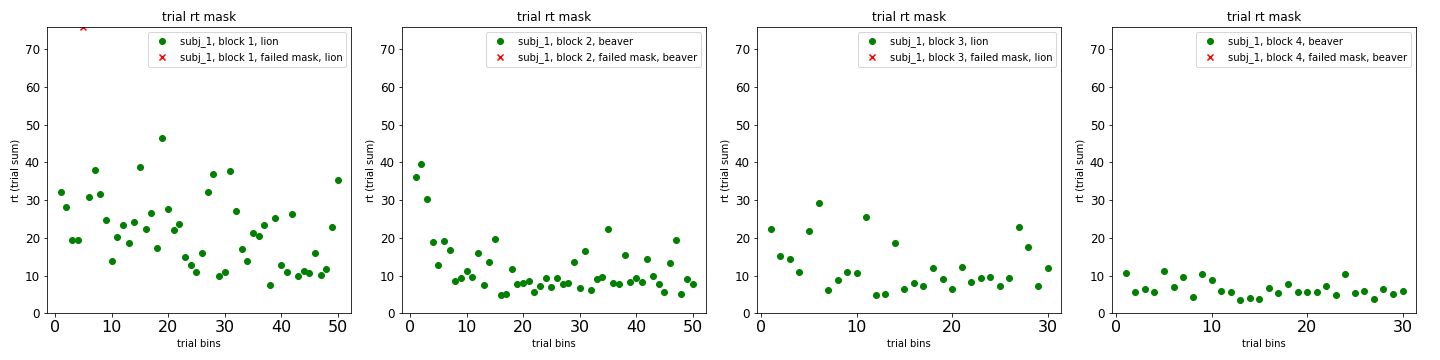 trial rt mask
rt (trial sum)
70
60
50
40
30
20
10
0
subj_1, block 1, lion
subj_1, block 1, failed mask, lion
0 10 20 30 40 50
trial bins
trial rt mask
rt (trial sum)
70
60
50
40
30
20
10
0
subj_1, block 2, beaver
subj_1, block 2, failed mask, beaver
0 10 20 30 40 50
trial bins
trial rt mask
rt (trial sum)
70
60
50
40
30
20
10
0
subj_1, block 3, lion
subj_1, block 3, failed mask, lion
0 10 20 30
trial bins
trial rt mask
rt (trial sum)
70
60
50
40
30
20
10
0
subj_1, block 4, beaver
subj_1, block 4, failed mask, beaver
0 10 20 30
trial bins